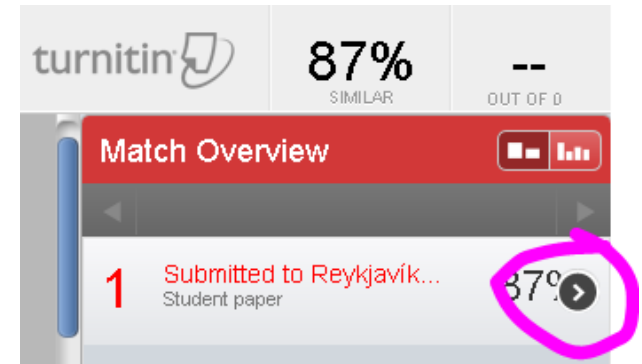 turnitin
87%
SIMILAR
--
OUT OF 0
Match Overview
1
Submitted to Reykjavík...
Student paper
87%